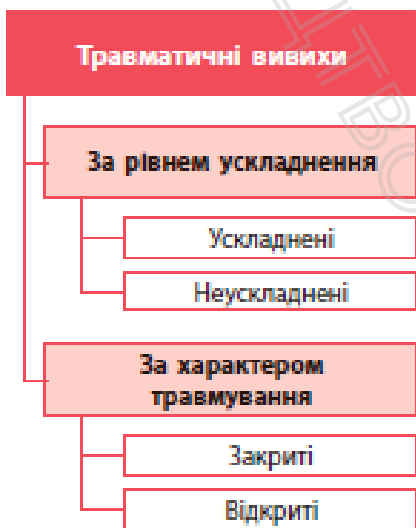 Травматичні вивихи
За рівнем ускладнення
Ускладнені
Неускладнені
За характером
травмування
Закриті
Відкриті